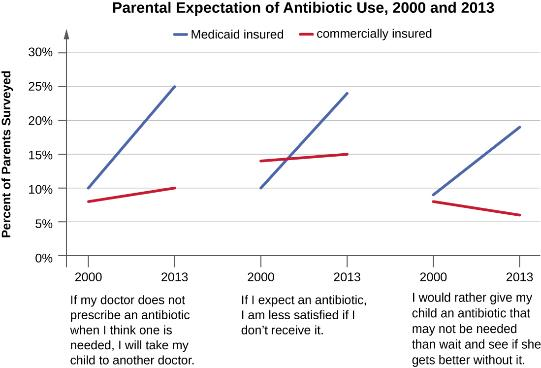 Parental Expectation of Antibiotic Use, 2000 and 2013
Medicaid insured
commercially insured
Percent of Parents Surveyed
30%
25%
20%
15%
10%
5%
0%
2000
2013
2000
2013
2000
2013
If my doctor does not
prescribe an antibiotic
when I think one is
needed, I will take my
child to another doctor.
If I expect an antibiotic,
I am less satisfied if I
don’t receive it.
I would rather give my
child an antibiotic that
may not be needed
than wait and see if she
gets better without it.